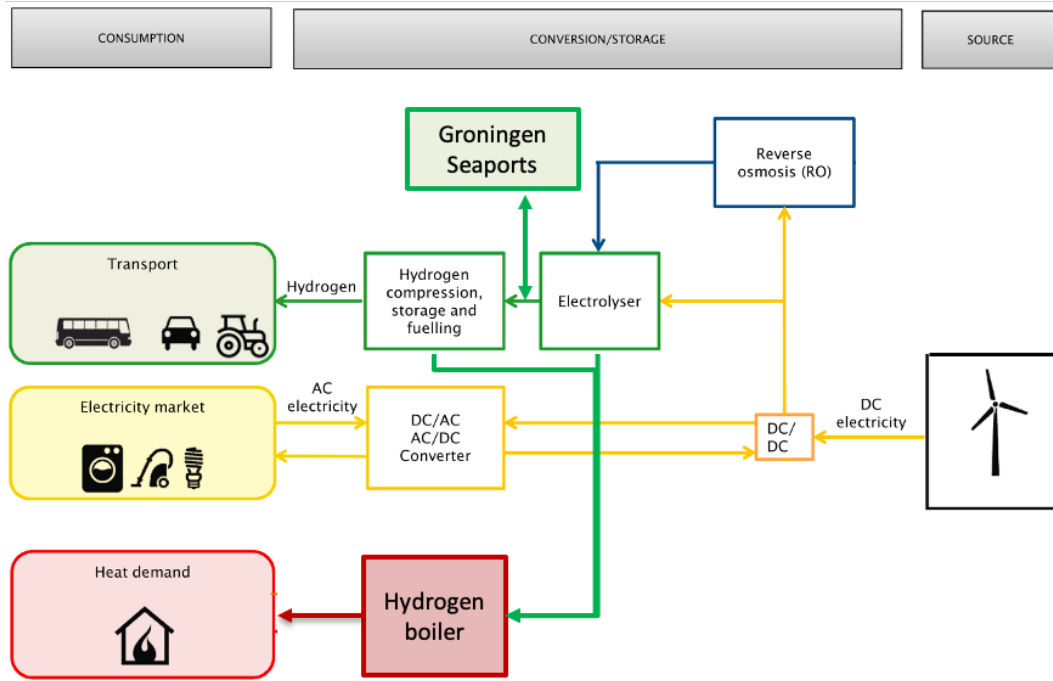 CONSUMPTION
CONVERSION/STORAGE
SOURCE
Groningen
Seaports
Reverse
osmosis (RO)
Transport
Hydrogen
Hydrogen
compression,
storage and
fuelling
Electrolyser
Electricity market
AC
electricity
DC/AC
AC/DC
Converter
DC/
DC
DC
electricity
Heat demand
Hydrogen
boiler